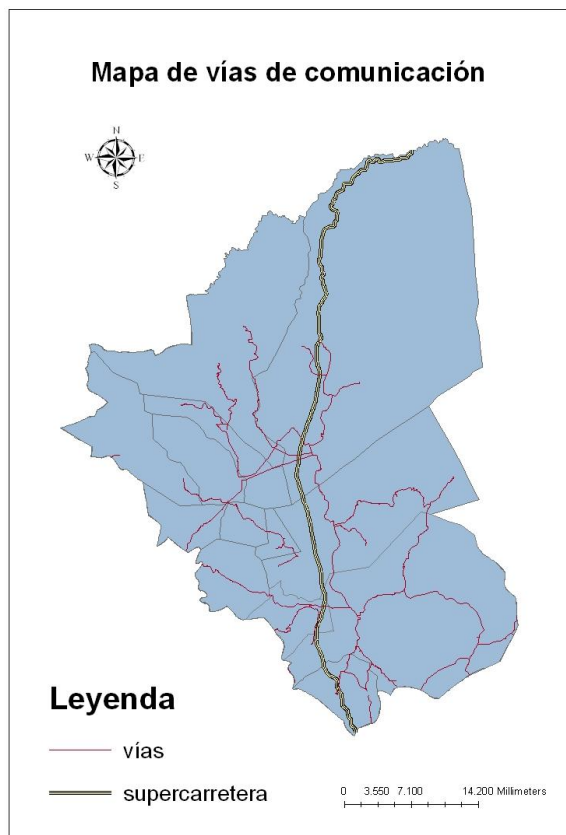 Mapa de vías de comunicación
N
W E
S
Leyenda
vías
supercarretera
0 3.550 7.100 14.200 Millimeters